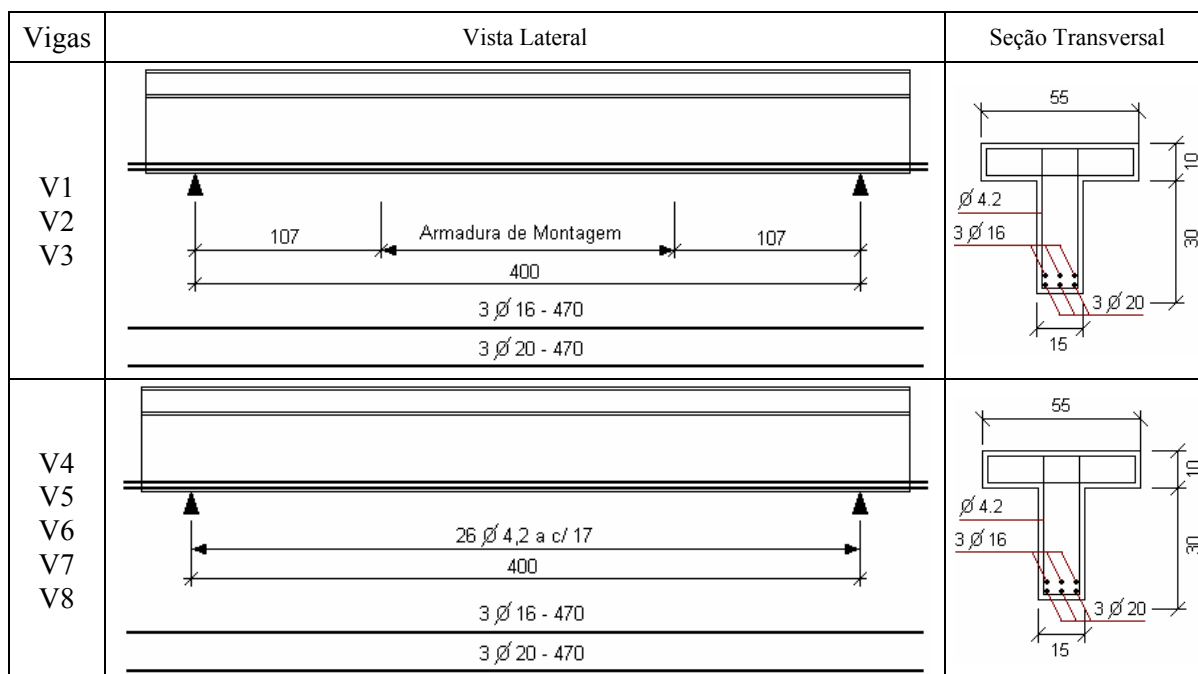 Vigas
Vista Lateral
Seção Transversal
V1
V2
V3
107
Armadura de Montagem
107
400
3 Ø 16 - 470
3 Ø 20 - 470
55
10
30
Ø 4.2
3 Ø 16
3 Ø 20
15
V4
V5
V6
V7
V8
26 Ø 4,2 a c/ 17
400
3 Ø 16 - 470
3 Ø 20 - 470
55
10
30
Ø 4.2
3 Ø 16
3 Ø 20
15